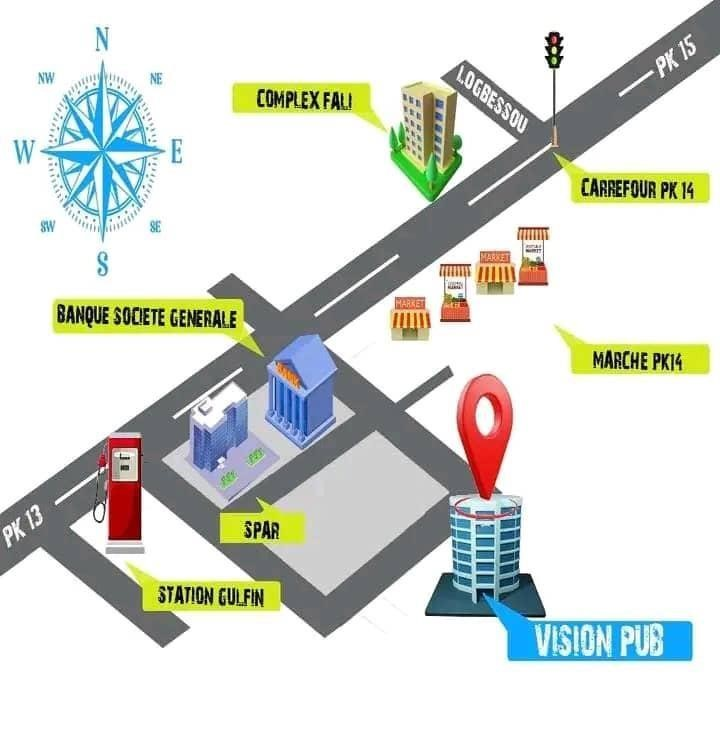 N
NW
NE
W
E
SW
SE
S
COMPLEX FALI
LOGBESSOU
PK 15
CARREFOUR PK 14
BANQUE SOCIETE GENERALE
BANK
MARKET
MARKET
MARCHE PK14
PK 13
SPAR
STATION GULFIN
VISION PUB